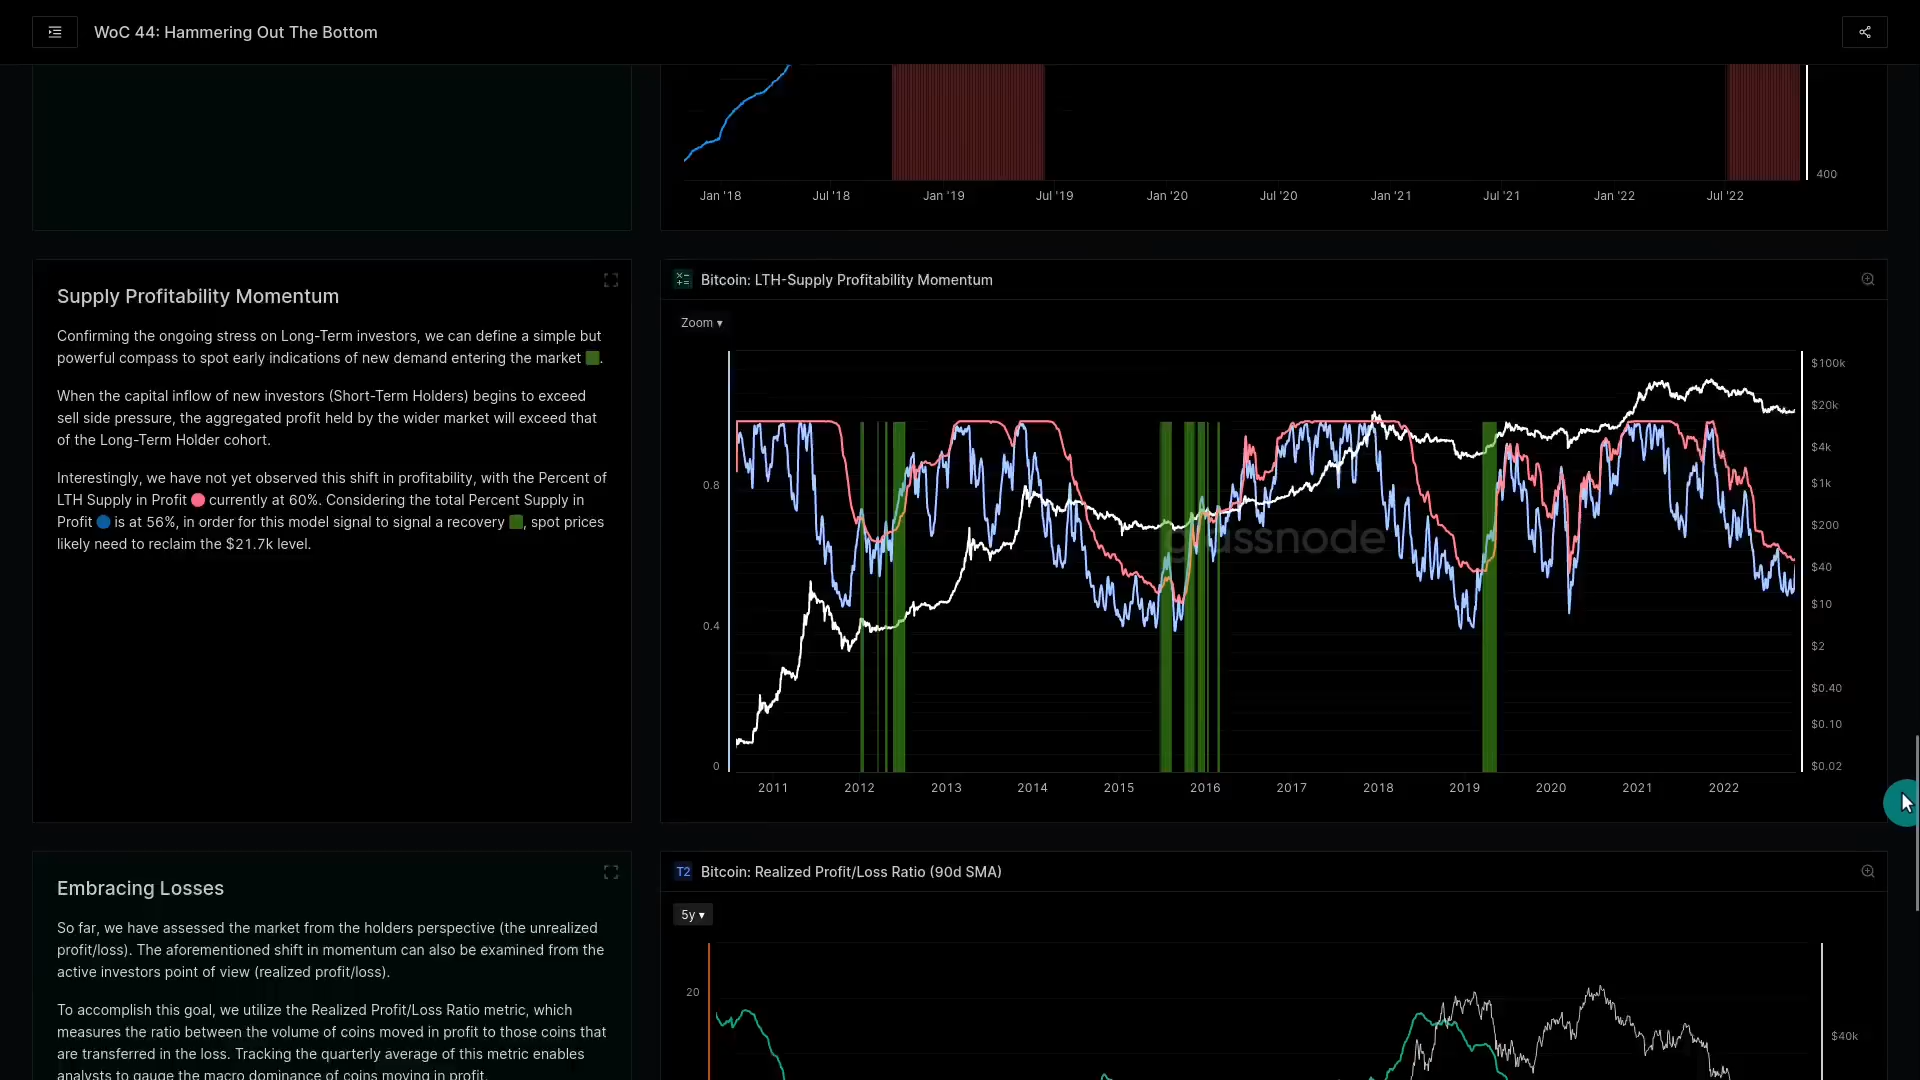 WoC 44: Hammering Out The Bottom
400
Jan '18
Jul '18
Jan '19
Jul '19
Jan '20
Jul '20
Jan '21
Jul '21
Jan '22
Jul '22
Supply Profitability Momentum
Confirming the ongoing stress on Long-Term investors, we can define a simple but
powerful compass to spot early indications of new demand entering the market .
When the capital inflow of new investors (Short-Term Holders) begins to exceed
sell side pressure, the aggregated profit held by the wider market will exceed that
of the Long-Term Holder cohort.
Interestingly, we have not yet observed this shift in profitability, with the Percent of
LTH Supply in Profit currently at 60%. Considering the total Percent Supply in
Profit is at 56%, in order for this model signal to signal a recovery , spot prices
likely need to reclaim the $21.7k level.
Bitcoin: LTH-Supply Profitability Momentum
Zoom ▾
0.8
0.4
0
$100k
$20k
$4k
$1k
$200
$40
$10
$2
$0.40
$0.10
$0.02
glassnode
2011
2012
2013
2014
2015
2016
2017
2018
2019
2020
2021
2022
Embracing Losses
So far, we have assessed the market from the holders perspective (the unrealized
profit/loss). The aforementioned shift in momentum can also be examined from the
active investors point of view (realized profit/loss).
To accomplish this goal, we utilize the Realized Profit/Loss Ratio metric, which
measures the ratio between the volume of coins moved in profit to those coins that
are transferred in the loss. Tracking the quarterly average of this metric enables
analysts to gauge the macro dominance of coins moving in profit.
T2 Bitcoin: Realized Profit/Loss Ratio (90d SMA)
5y ▾
20
$40k